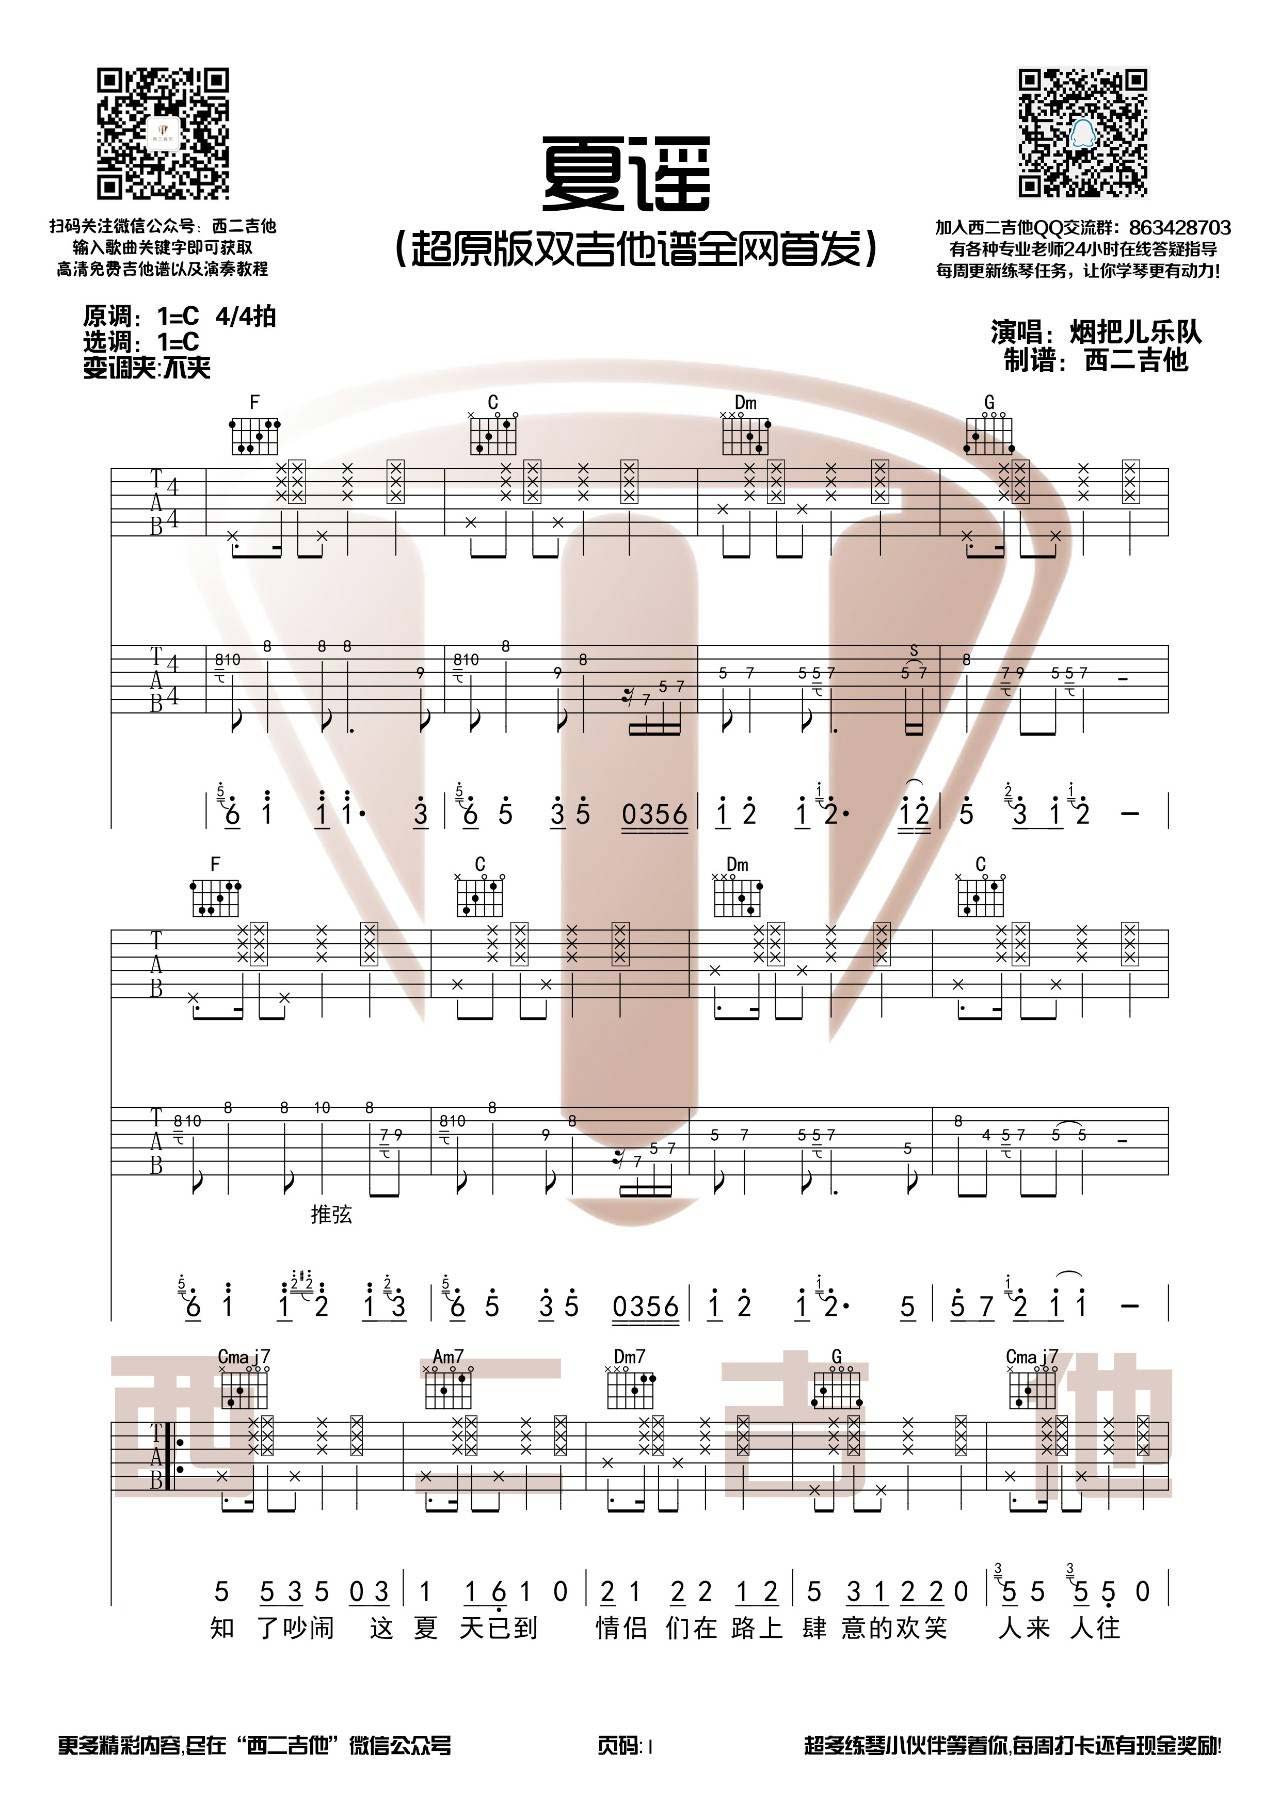 夏谣
(超原版双吉他谱全网首发)
扫码关注微信公众号：西二吉他
输入歌曲关键字即可获取
高清免费吉他谱以及演奏教程
加入西二吉他QQ交流群：863428703
有各种专业老师24小时在线答疑指导
每周更新练琴任务，让你学琴更有动力！
原调：1=C 4/4拍
选调：1=C
变调夹:不夹
演唱：烟把儿乐队
制谱：西二吉他
F C Dm G
T A B 4/4
810 8 8 8 9 810 8 9 8 7 5 7 5 7 5 5 7 S 5 7 8 7 9 5 5 7 –
5 6 1 1 1· 3 5 6 5 3 5 0356 1 2 1 1 2· 1 2 5 2 3 1 1 2 –
F C Dm C
T A B
810 8 8 10 8 7 9 810 8 9 8 7 5 7 5 7 5 5 7 5 8 4 5 7 5 5 –
推弦
5 6 1 1 2 #2 2 1 2 3 5 6 5 3 5 0356 1 2 1 1 2· 5 5 7 1 2 1 1 –
Cmaj7 Am7 Dm7 G Cmaj7
T A B
5 5 3 5 0 3 1 1 6 1 0 2 1 2 2 1 2 5 3 1 2 2 0 3 5 5 3 5 5 0
知 了吵闹 这 夏 天已到 情侣 们在 路上 肆 意的欢笑 人来 人往
西二吉他
更多精彩内容,尽在“西二吉他”微信公众号
页码:1
超多练琴小伙伴等着你,每周打卡还有现金奖励!